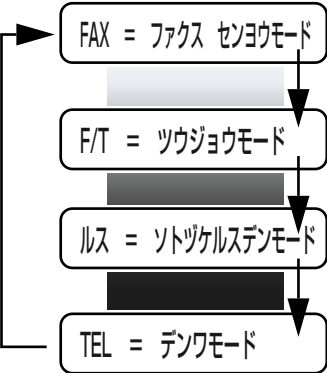 FAX = ファクス センヨウモード
F/T = ツウジョウモード
ルス = ソトヅケルスデンモード
TEL = デンワモード